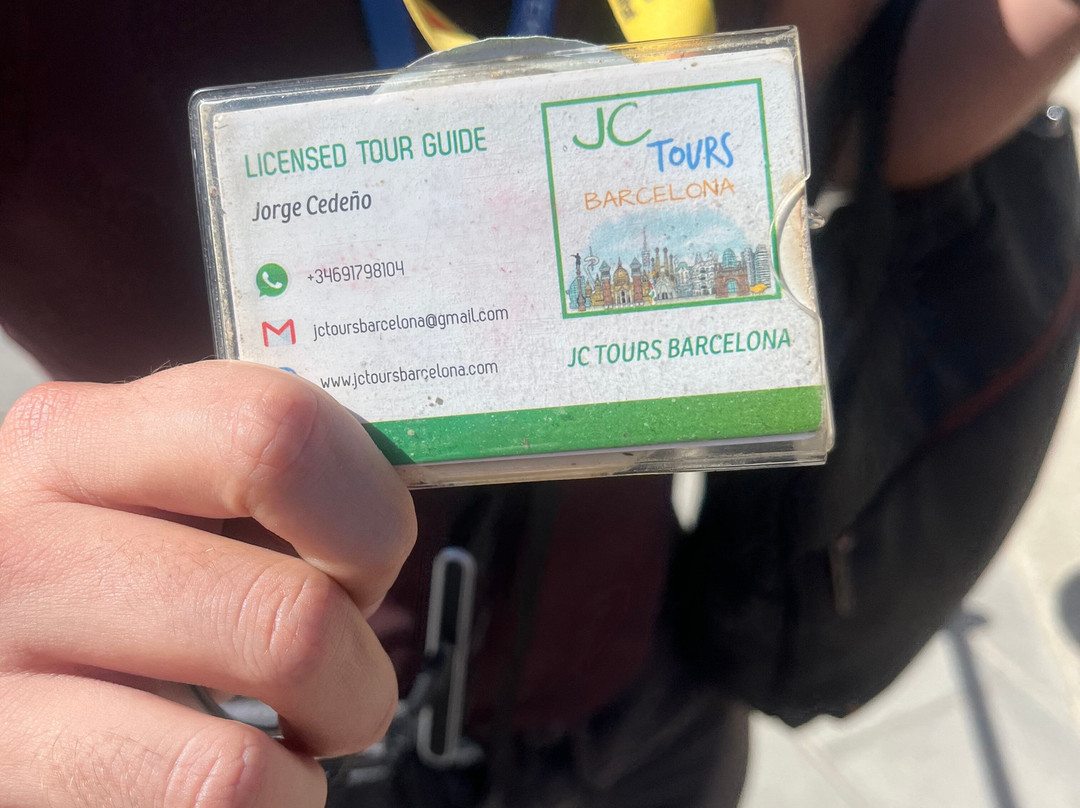 LICENSED TOUR GUIDE
Jorge Cedeño
+34691798104
jctoursbarcelona@gmail.com
www.jctoursbarcelona.com
JC
TOURS
BARCELONA
JC TOURS BARCELONA